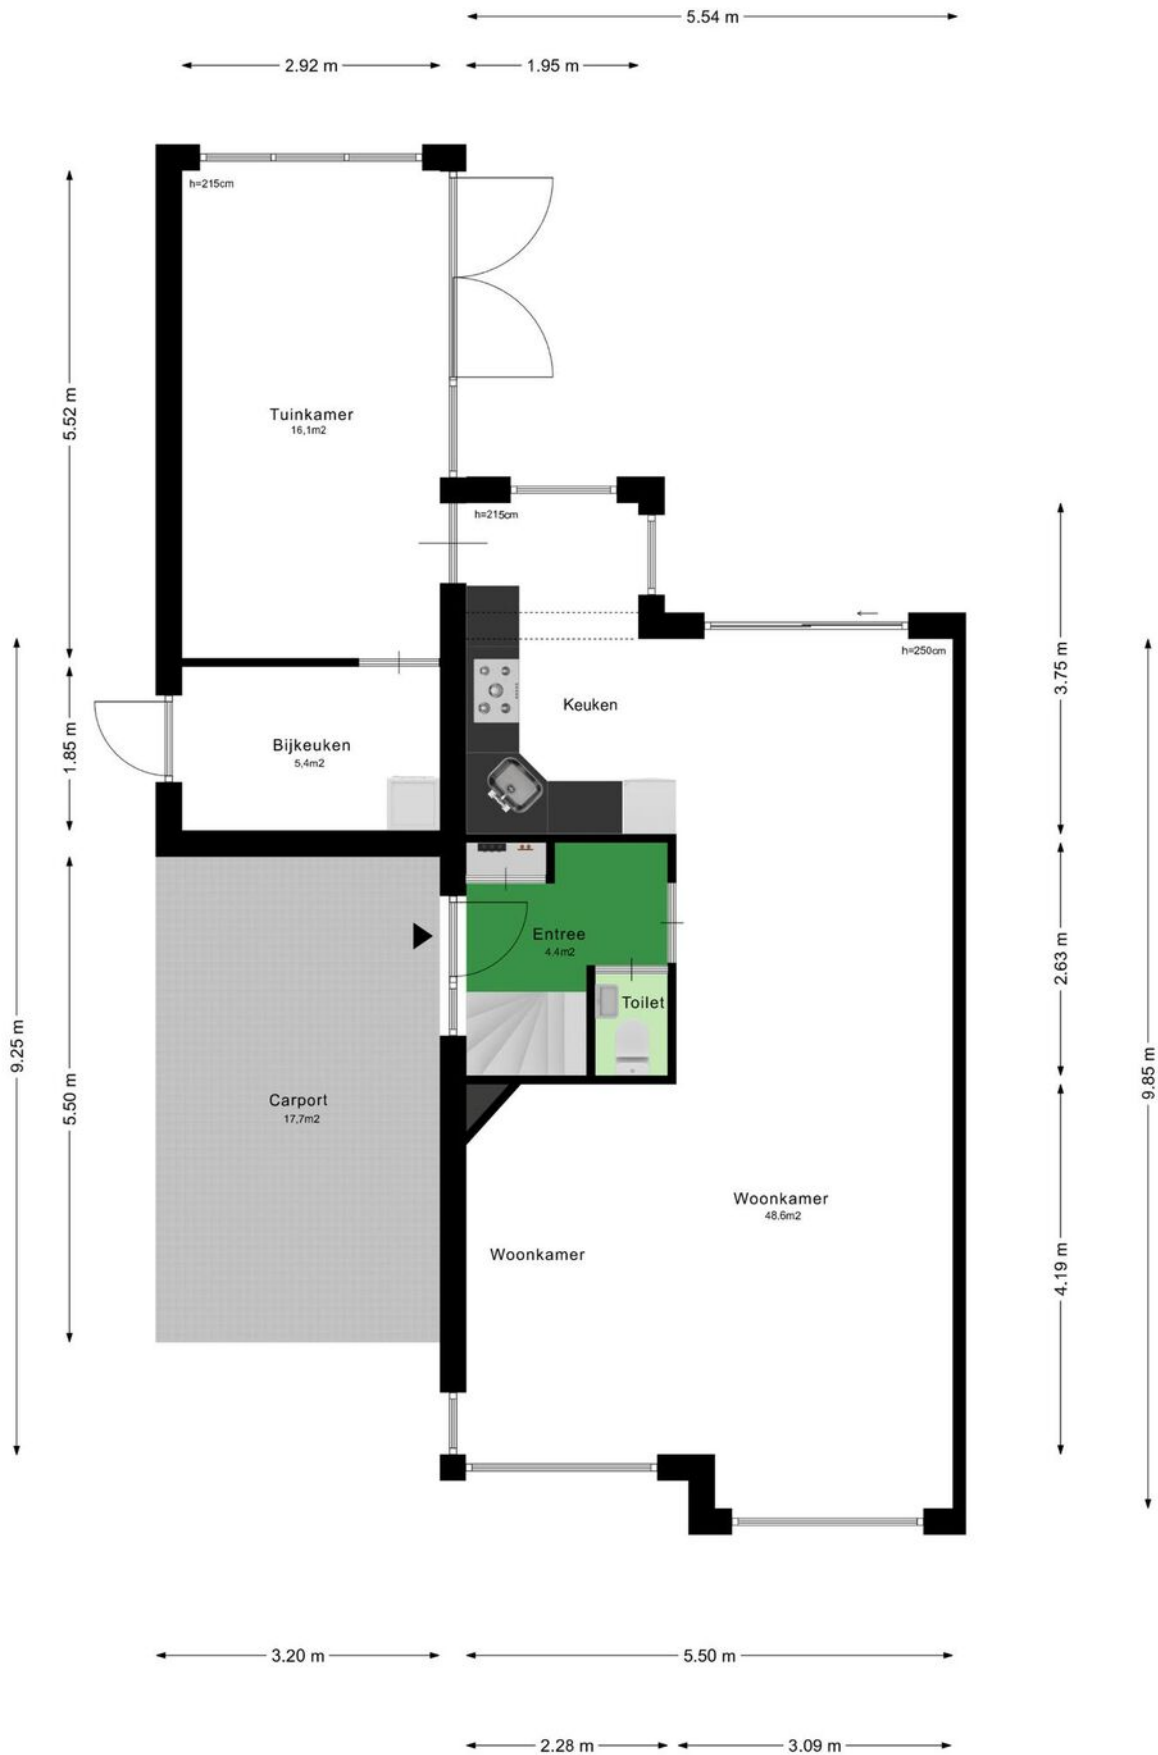 5.54 m
2.92 m
1.95 m
h=215cm
5.52 m
Tuinkamer
16,1m2
h=215cm
h=250cm
3.75 m
Keuken
1.85 m
Bijkeuken
5,4m2
Entree
4,4m2
2.63 m
Toilet
9.25 m
9.85 m
5.50 m
Carport
17,7m2
Woonkamer
48,6m2
Woonkamer
4.19 m
3.20 m
5.50 m
2.28 m
3.09 m